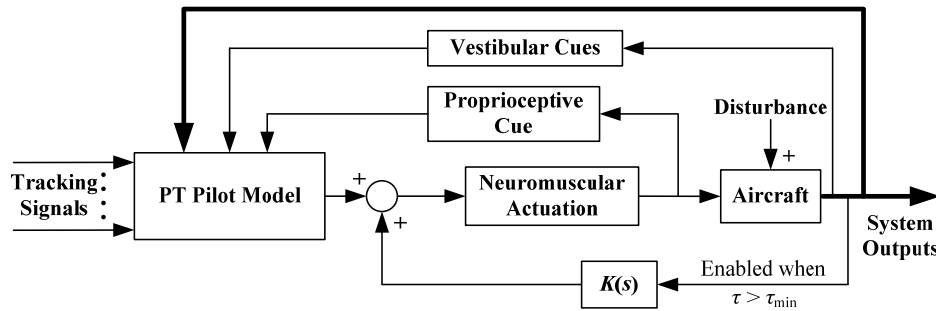 Vestibular Cues
Proprioceptive
Cue
Disturbance
+
Tracking
Signals
PT Pilot Model
+
+
Neuromuscular
Actuation
Aircraft
System
Outputs
K(s)
Enabled when
τ > τmin